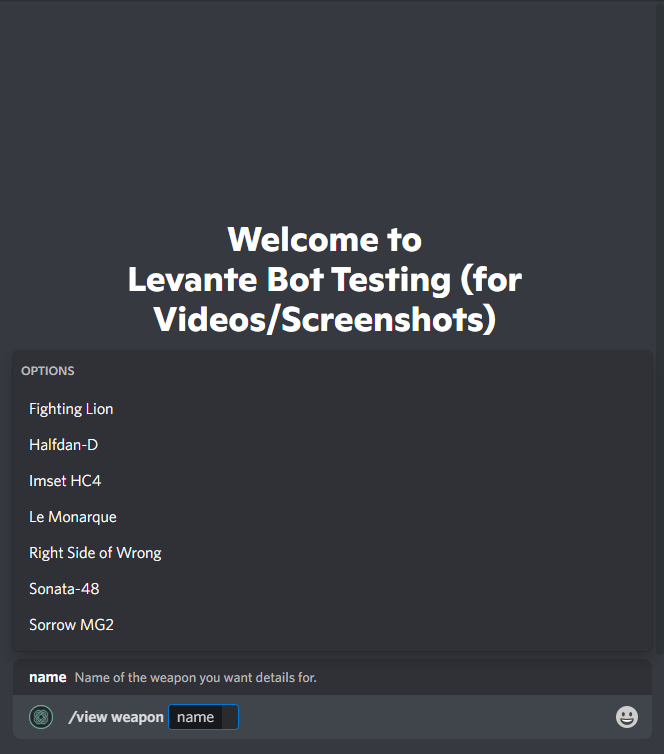 Welcome to
Levante Bot Testing (for
Videos/Screenshots)
OPTIONS
Fighting Lion
Halfdan-D
Imset HC4
Le Monarque
Right Side of Wrong
Sonata-48
Sorrow MG2
name Name of the weapon you want details for.
/view weapon name